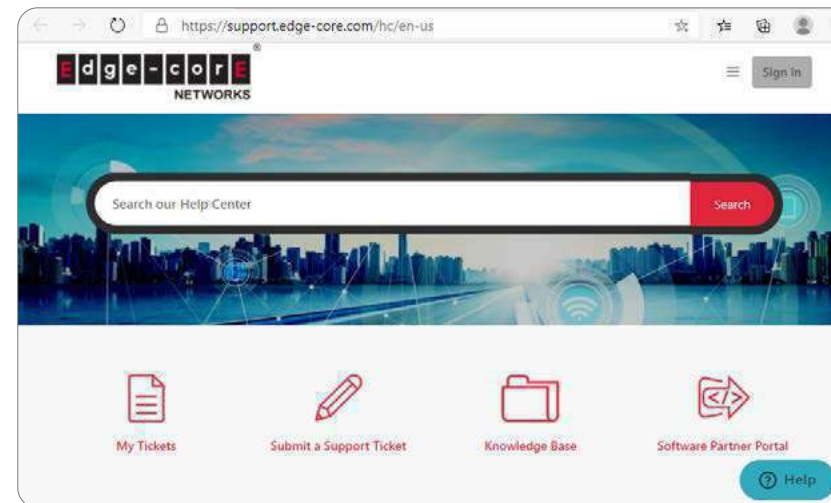 https://support.edge-core.com/hc/en-us
Edge-corE
®
NETWORKS
Sign in
Search our Help Center
Search
My Tickets
Submit a Support Ticket
Knowledge Base
Software Partner Portal
Help